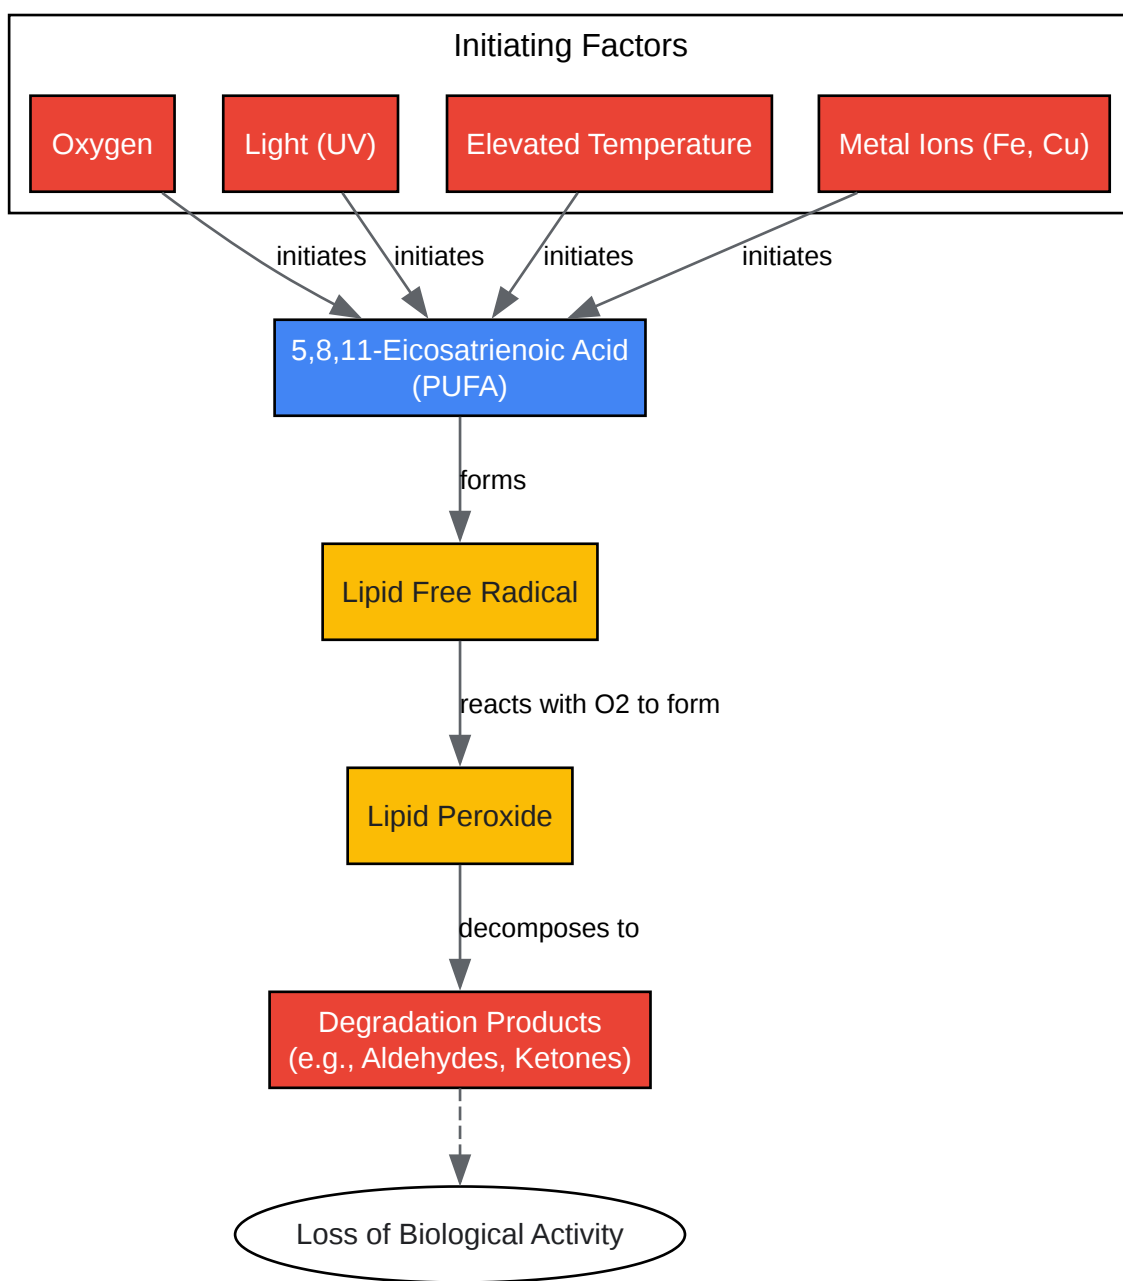 Initiating Factors
Oxygen
Light (UV)
Elevated Temperature
Metal Ions (Fe, Cu)
initiates
initiates
initiates
initiates
5,8,11-Eicosatrienoic Acid
(PUFA)
forms
Lipid Free Radical
reacts with O2 to form
Lipid Peroxide
decomposes to
Degradation Products
(e.g., Aldehydes, Ketones)
Loss of Biological Activity